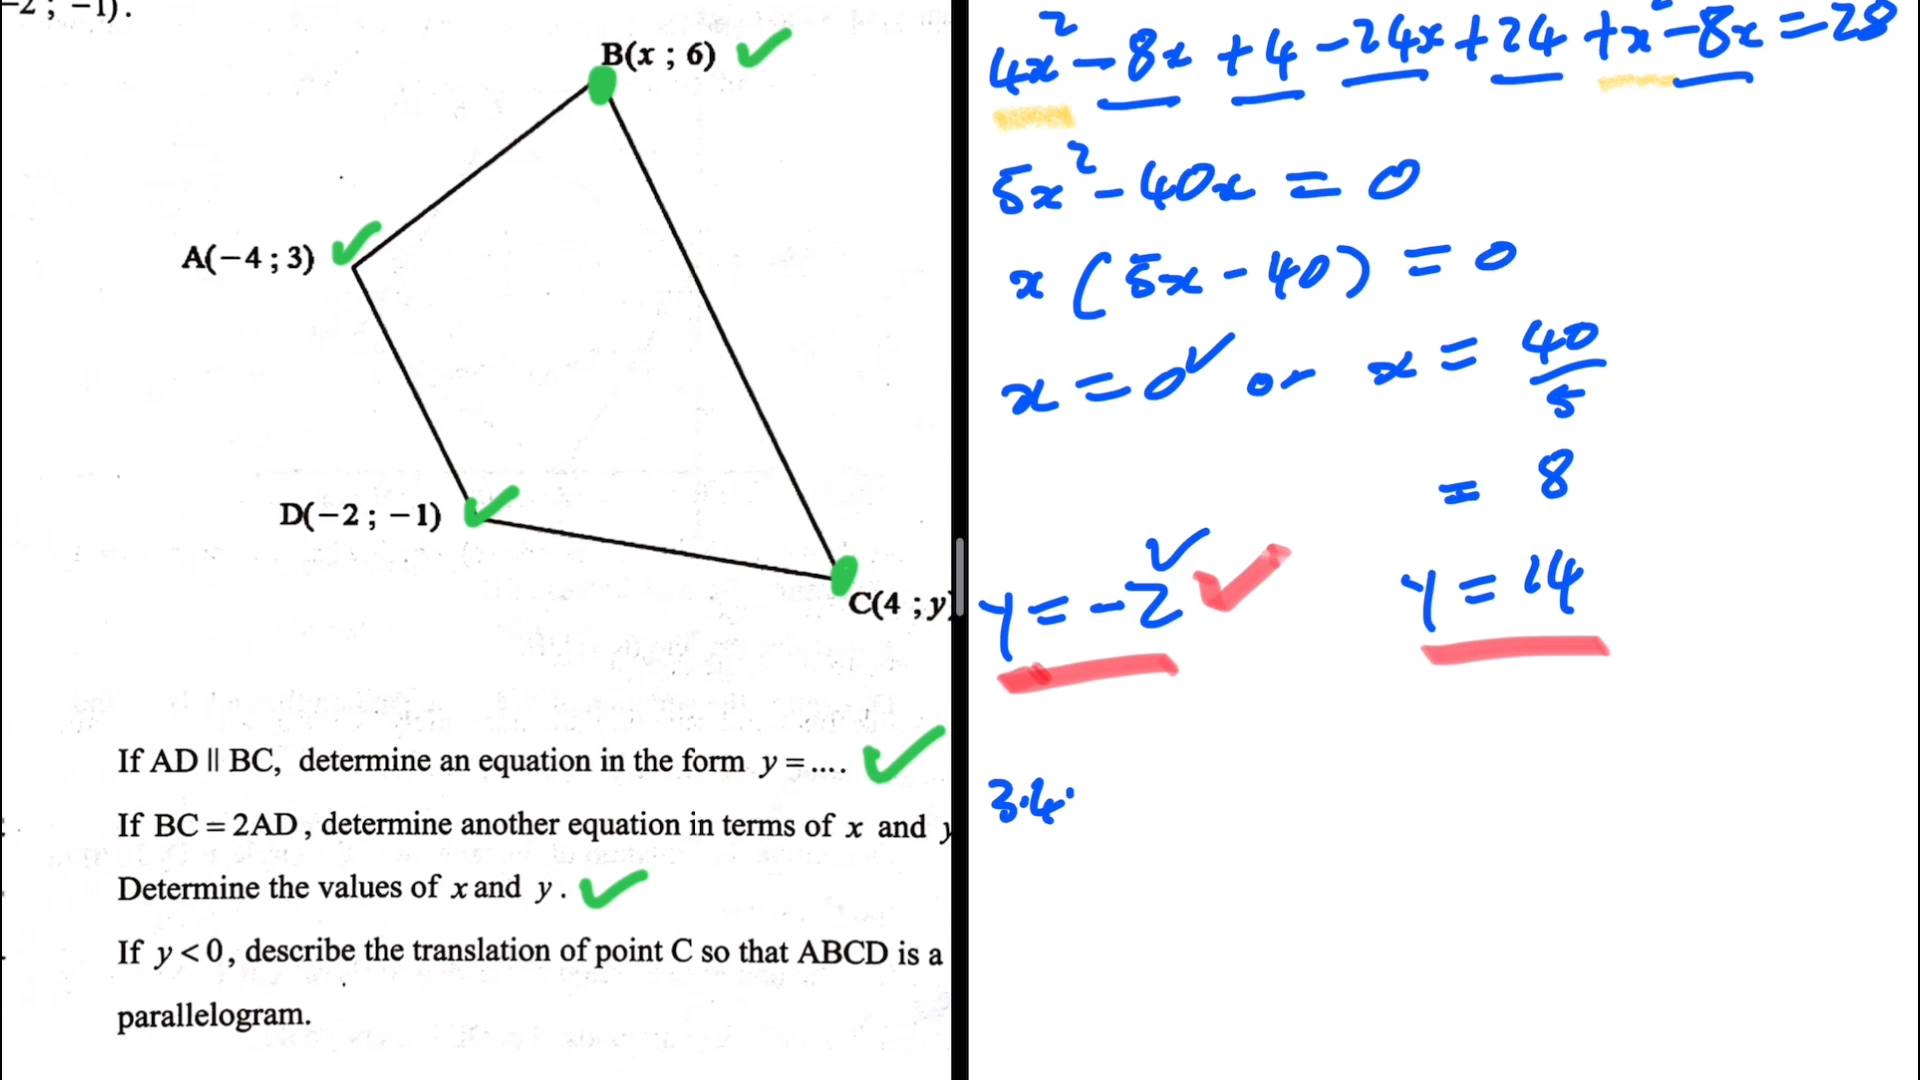 -2 ; -1).
B(x ; 6)
A(-4 ; 3)
D(-2 ; -1)
C(4 ; y)
If AD || BC, determine an equation in the form y = ....
If BC = 2AD, determine another equation in terms of x and y
Determine the values of x and y.
If y < 0, describe the translation of point C so that ABCD is a
parallelogram.
4x² - 8x + 4 - 24x + 24 + x² - 8x = 28
5x² - 40x = 0
x (5x - 40) = 0
x = 0 or x = 40/5
= 8
y = -2 y = 14
3.4.